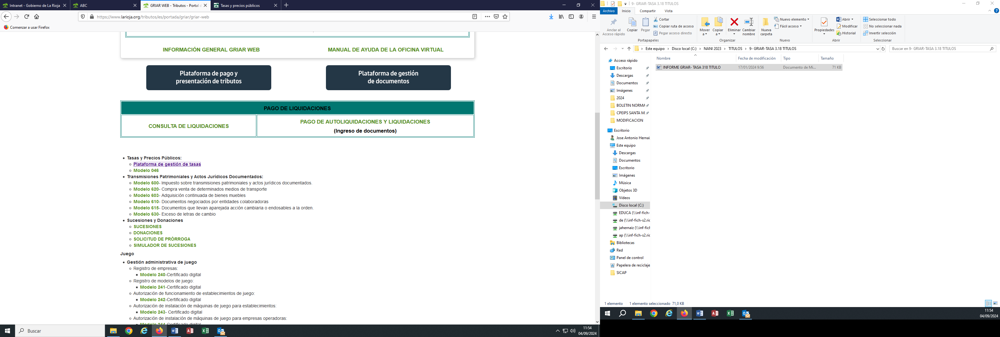 Intranet - Gobierno de La Rioja
ABC
GRIAR WEB - Tributos - Portal d
Tasas y precios públicos
https://www.larioja.org/tributos/es/portada/griar/griar-web
Comenzar a usar Firefox
INFORMACIÓN GENERAL GRIAR WEB
MANUAL DE AYUDA DE LA OFICINA VIRTUAL
Plataforma de pago y
presentación de tributos
Plataforma de gestión
de documentos
PAGO DE LIQUIDACIONES
CONSULTA DE LIQUIDACIONES
PAGO DE AUTOLIQUIDACIONES Y LIQUIDACIONES
(Ingreso de documentos)
Tasas y Precios Públicos:
Plataforma de gestión de tasas
Modelo 046
Transmisiones Patrimoniales y Actos Jurídicos Documentados:
Modelo 600- Impuesto sobre transmisiones patrimoniales y actos jurídicos documentados.
Modelo 620- Compra venta de determinados medios de transporte
Modelo 603- Adquisición continuada de bienes muebles
Modelo 610- Documentos negociados por entidades colaboradoras
Modelo 615- Documentos que llevan aparejada acción cambiaria o endosables a la orden.
Modelo 630- Exceso de letras de cambio
Sucesiones y Donaciones
SUCESIONES
DONACIONES
SOLICITUD DE PRÓRROGA
SIMULADOR DE SUCESIONES
Juego
Gestión administrativa de juego
Registro de empresas:
Modelo 240-Certificado digital
Registro de modelos de juego:
Modelo 241-Certificado digital
Autorización de funcionamiento de establecimientos de juego:
Modelo 242-Certificado digital
Autorización de instalación de máquinas de juego para establecimientos:
Modelo 243- Certificado digital
Autorización de instalación de máquinas de juego para empresas operadoras:
Modelo 244-Certificado digital
Buscar
11:54
04/09/2024
9- GRIAR-TASA 3.18 TITULOS
Archivo
Inicio
Compartir
Vista
Anclar al
Acceso rápido
Copiar
Pegar
Cortar
Copiar ruta de acceso
Pegar acceso directo
Portapapeles
Mover
a
Copiar
a
Eliminar
Cambiar
nombre
Organizar
Nueva
carpeta
Nuevo elemento
Fácil acceso
Nuevo
Propiedades
Abrir
Modificar
Historial
Abrir
Seleccionar todo
No seleccionar nada
Invertir selección
Seleccionar
Este equipo > Disco local (C:) > NANI 2023 > TITULOS > 9- GRIAR-TASA 3.18 TITULOS
Buscar en 9- GRIAR-TASA 3.18 TITULOS
Nombre
Fecha de modificación
Tipo
Tamaño
INFORME GRIAR- TASA 318 TITULO
17/01/2024 9:56
Documento de Mi...
71 KB
Acceso rápido
Escritorio
Descargas
Documentos
Imágenes
2024
BOLETIN NORMA
CPEIPS SANTA M.
MODIFICACION
Escritorio
Jose Antonio Hernai
Este equipo
Descargas
Documentos
Escritorio
Imágenes
Música
Objetos 3D
Vídeos
Disco local (C:)
EDUCA (\\inf-fich-
de (\\inf-fich-s2.ric
jahernaiz (\\inf-fich
ap (\\inf-fich-s2.ric
Bibliotecas
Red
Panel de control
Papelera de reciclaje
SICAP
1 elemento
1 elemento seleccionado 71,0 KB
11:54
04/09/2024